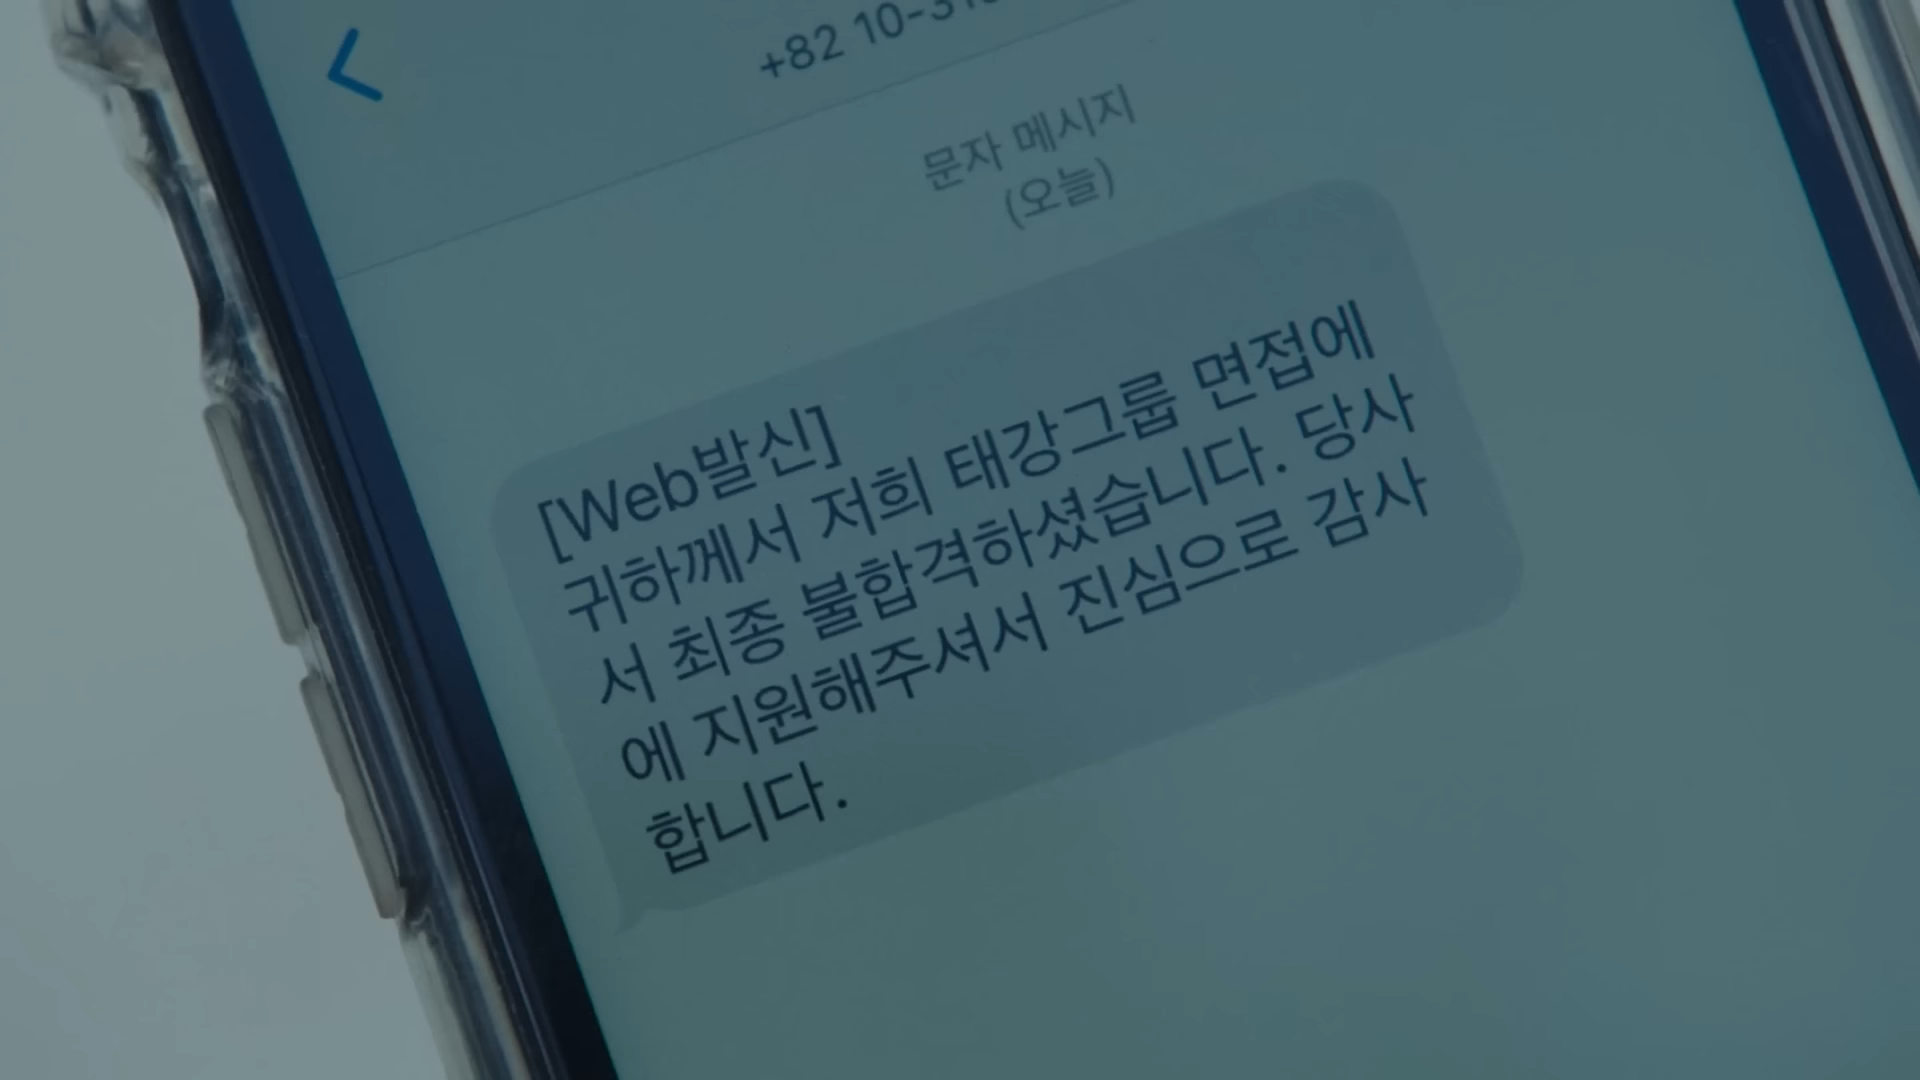 +82 10-
문자 메시지
(오늘)
[Web발신]
귀하께서 저희 태강그룹 면접에
서 최종 불합격하셨습니다. 당사
에 지원해주셔서 진심으로 감사
합니다.